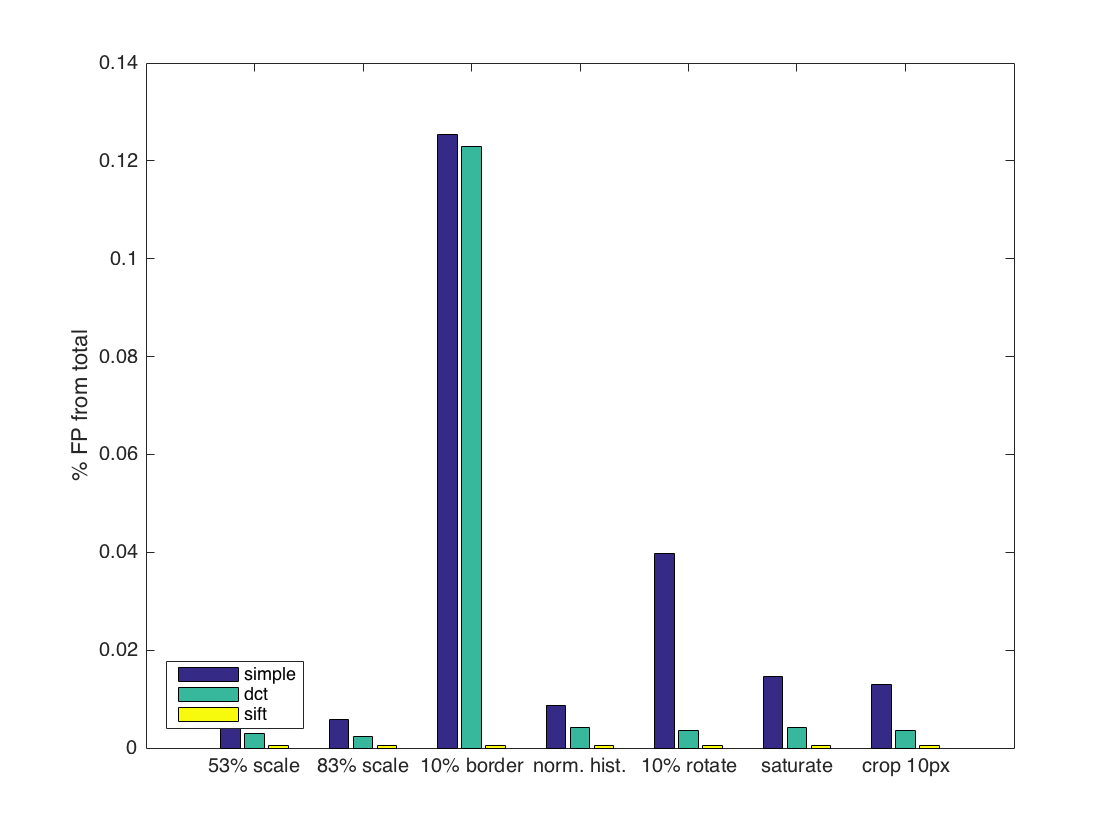 0.14
0.12
0.1
0.08
0.06
0.04
0.02
0
% FP from total
simple
dct
sift
53% scale 83% scale 10% border norm. hist. 10% rotate saturate crop 10px